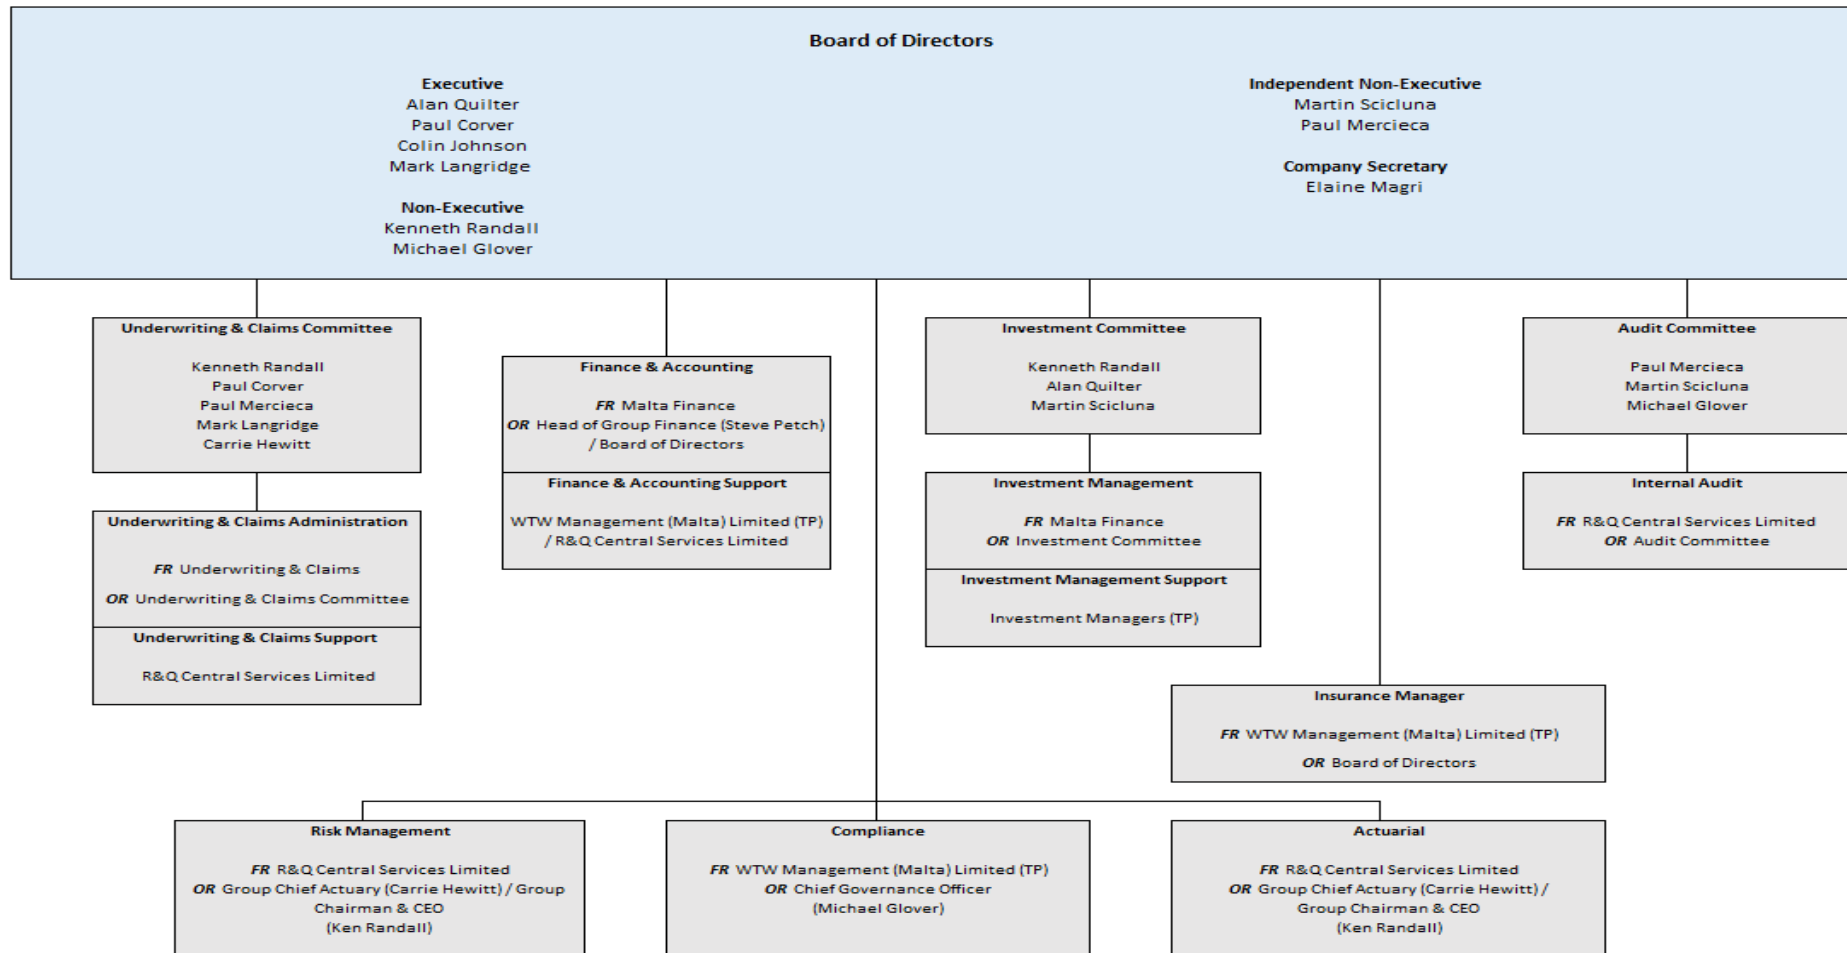 Board of Directors
Executive
Alan Quilter
Paul Corver
Colin Johnson
Mark Langridge
Non-Executive
Kenneth Randall
Michael Glover
Independent Non-Executive
Martin Scicluna
Paul Mercieca
Company Secretary
Elaine Magri
Underwriting & Claims Committee
Kenneth Randall
Paul Corver
Paul Mercieca
Mark Langridge
Carrie Hewitt
Underwriting & Claims Administration
FR Underwriting & Claims
OR Underwriting & Claims Committee
Underwriting & Claims Support
R&Q Central Services Limited
Finance & Accounting
FR Malta Finance
OR Head of Group Finance (Steve Petch)
/ Board of Directors
Finance & Accounting Support
WTW Management (Malta) Limited (TP)
/ R&Q Central Services Limited
Investment Committee
Kenneth Randall
Alan Quilter
Martin Scicluna
Investment Management
FR Malta Finance
OR Investment Committee
Investment Management Support
Investment Managers (TP)
Audit Committee
Paul Mercieca
Martin Scicluna
Michael Glover
Internal Audit
FR R&Q Central Services Limited
OR Audit Committee
Insurance Manager
FR WTW Management (Malta) Limited (TP)
OR Board of Directors
Risk Management
FR R&Q Central Services Limited
OR Group Chief Actuary (Carrie Hewitt) / Group
Chairman & CEO
(Ken Randall)
Compliance
FR WTW Management (Malta) Limited (TP)
OR Chief Governance Officer
(Michael Glover)
Actuarial
FR R&Q Central Services Limited
OR Group Chief Actuary (Carrie Hewitt) /
Group Chairman & CEO
(Ken Randall)